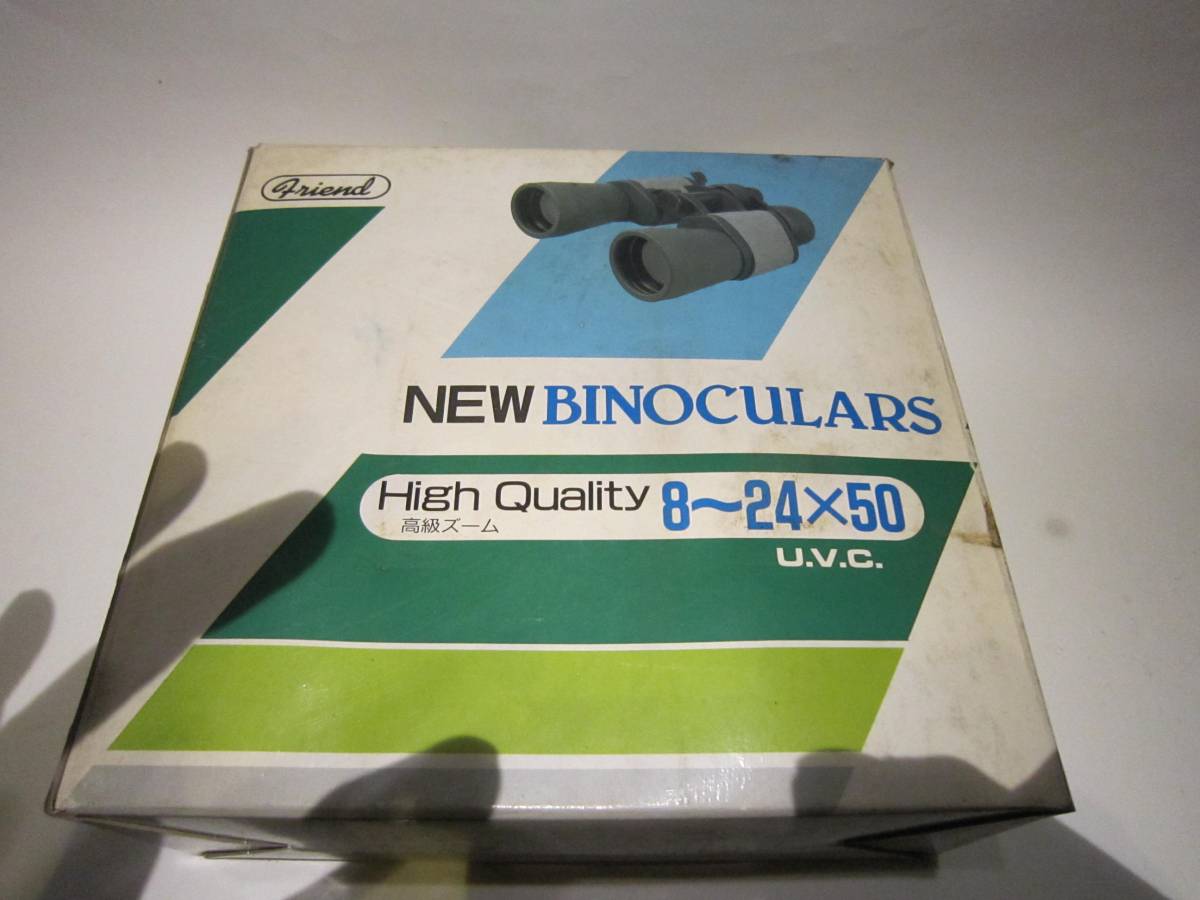 Friend
NEW BINOCULARS
High Quality 8〜24×50
高級ズーム
U.V.C.